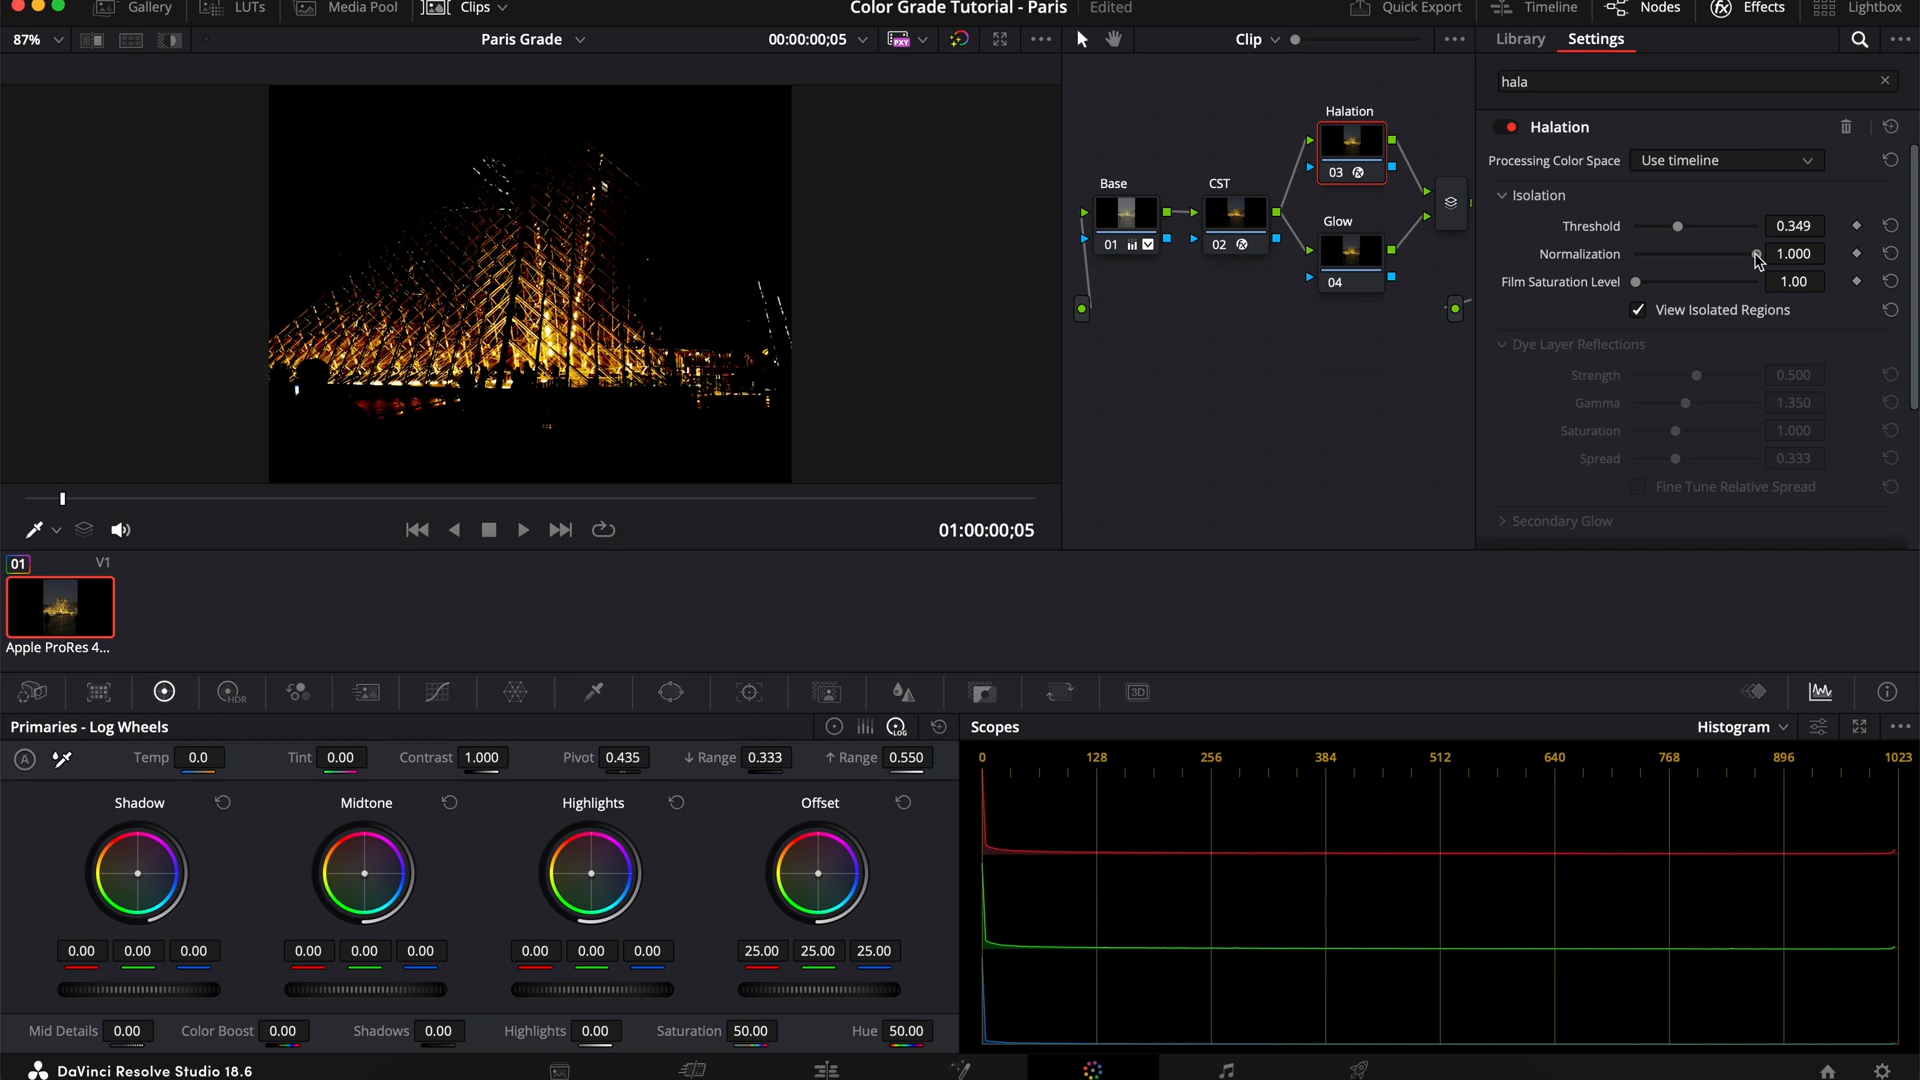 Gallery
LUTs
Media Pool
Clips
Color Grade Tutorial - Paris
Edited
Quick Export
Timeline
Nodes
Effects
Lightbox
87%
Paris Grade
00:00:00;05
PXY
Clip
Library
Settings
hala
Halation
Processing Color Space
Use timeline
Isolation
Threshold
0.349
Normalization
1.000
Film Saturation Level
1.00
View Isolated Regions
Dye Layer Reflections
Strength
0.500
Gamma
1.350
Saturation
1.000
Spread
0.333
Fine Tune Relative Spread
Secondary Glow
Halation
03
Base
01
CST
02
Glow
04
01:00:00;05
01
V1
Apple ProRes 4...
HDR
3D
Primaries - Log Wheels
LOG
Scopes
Histogram
A
Temp
0.0
Tint
0.00
Contrast
1.000
Pivot
0.435
↓ Range
0.333
↑ Range
0.550
Shadow
Midtone
Highlights
Offset
0.00 0.00 0.00
0.00 0.00 0.00
0.00 0.00 0.00
25.00 25.00 25.00
Mid Details
0.00
Color Boost
0.00
Shadows
0.00
Highlights
0.00
Saturation
50.00
Hue
50.00
0 128 256 384 512 640 768 896 1023
DaVinci Resolve Studio 18.6